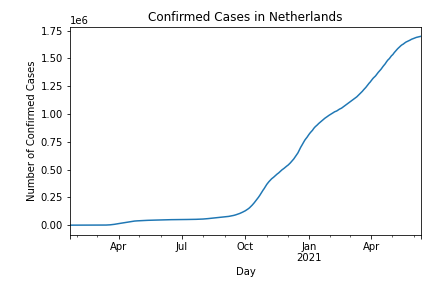 Confirmed Cases in Netherlands
1e6
1.75
1.50
1.25
1.00
0.75
0.50
0.25
0.00
Number of Confirmed Cases
Apr Jul Oct Jan Apr
2021
Day